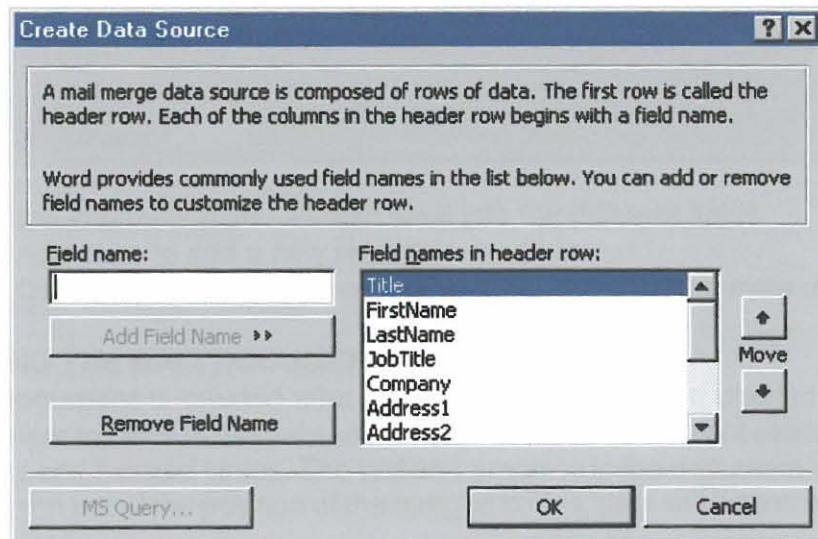 Create Data Source
A mail merge data source is composed of rows of data. The first row is called the
header row. Each of the columns in the header row begins with a field name.
Word provides commonly used field names in the list below. You can add or remove
field names to customize the header row.
Field name:
Add Field Name
Remove Field Name
Field names in header row:
Title
FirstName
LastName
JobTitle
Company
Address1
Address2
Move
MS Query...
OK
Cancel